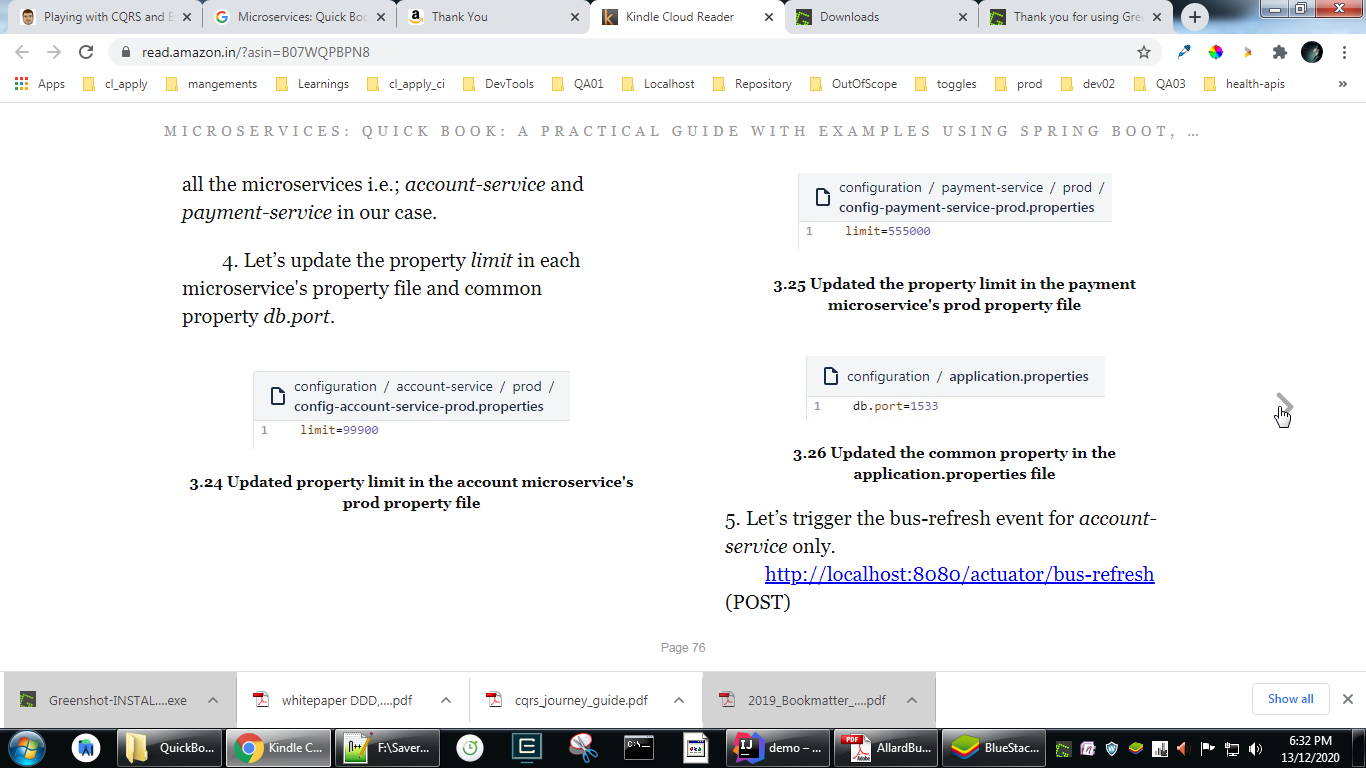 Playing with CQRS and E
Microservices: Quick Boo
Thank You
Kindle Cloud Reader
Downloads
Thank you for using Gre
read.amazon.in/?asin=B07WQPBPN8
Apps
cl_apply
mangements
Learnings
cl_apply_ci
DevTools
QA01
Localhost
Repository
OutOfScope
toggles
prod
dev02
QA03
health-apis
»
MICROSERVICES: QUICK BOOK: A PRACTICAL GUIDE WITH EXAMPLES USING SPRING BOOT, …
all the microservices i.e.; account-service and
payment-service in our case.
4. Let’s update the property limit in each
microservice's property file and common
property db.port.
configuration / account-service / prod /
config-account-service-prod.properties
1 limit=99900
3.24 Updated property limit in the account microservice's
prod property file
configuration / payment-service / prod /
config-payment-service-prod.properties
1 limit=555000
3.25 Updated the property limit in the payment
microservice's prod property file
configuration / application.properties
1 db.port=1533
3.26 Updated the common property in the
application.properties file
5. Let’s trigger the bus-refresh event for account-
service only.
http://localhost:8080/actuator/bus-refresh
(POST)
Page 76
Greenshot-INSTAL....exe
whitepaper DDD,....pdf
cqrs_journey_guide.pdf
2019_Bookmatter_....pdf
Show all
QuickBo...
Kindle C...
F:\Saver...
demo – ...
AllardBu...
BlueStac...
6:32 PM
13/12/2020